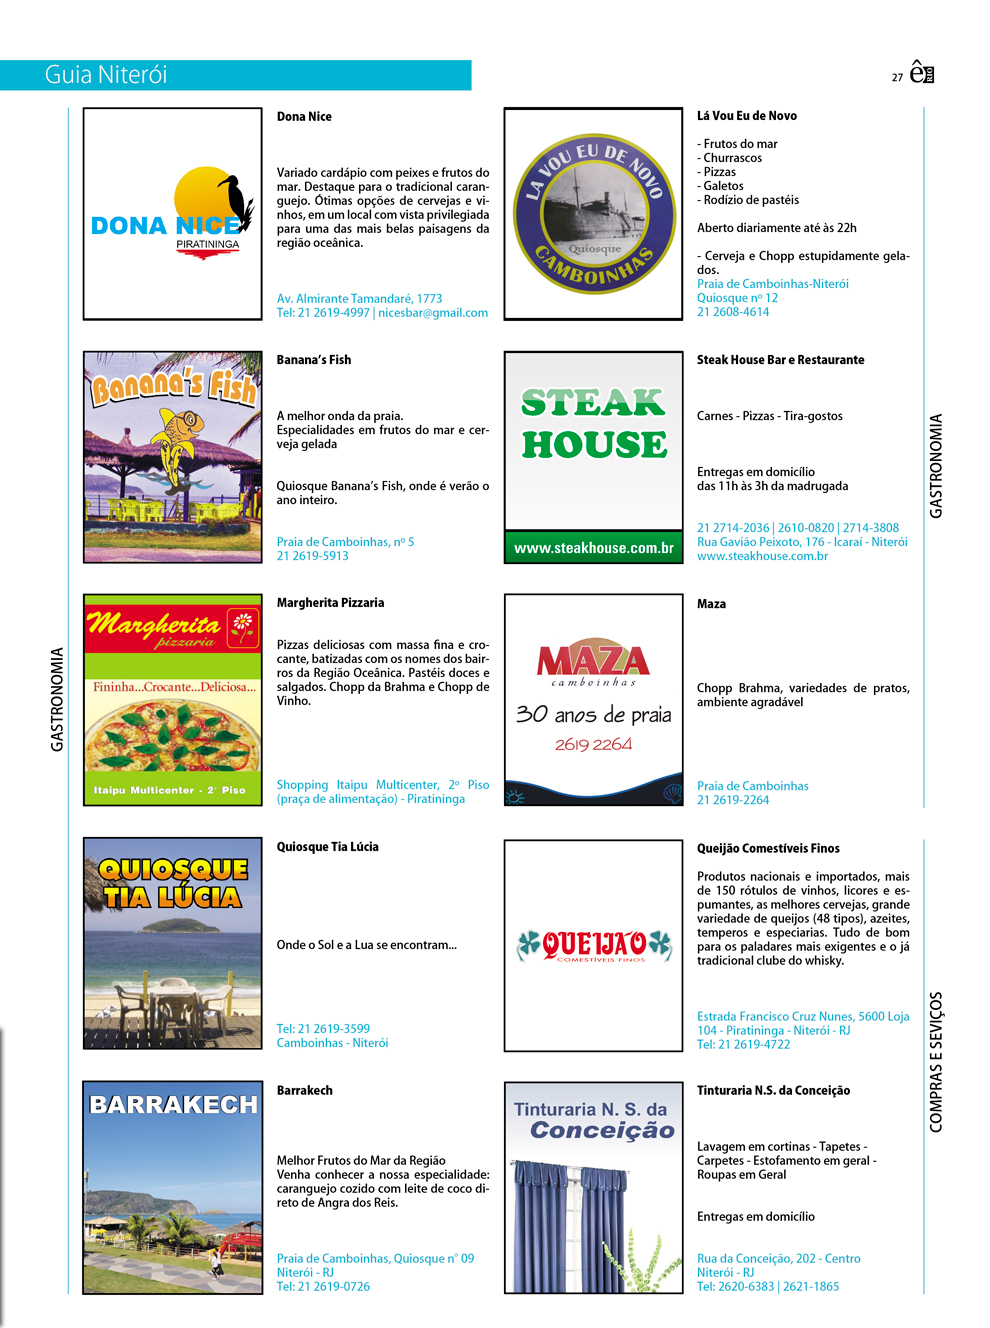 Guia Niterói
27 ê
GASTRONOMIA
DONA NICE
PIRATININGA
Dona Nice
Variado cardápio com peixes e frutos do
mar. Destaque para o tradicional caran-
guejo. Ótimas opções de cervejas e vi-
nhos, em um local com vista privilegiada
para uma das mais belas paisagens da
região oceânica.
Av. Almirante Tamandaré, 1773
Tel: 21 2619-4997 | nicesbar@gmail.com
Banana's Fish
Banana's Fish
A melhor onda da praia.
Especialidades em frutos do mar e cer-
veja gelada
Quiosque Banana's Fish, onde é verão o
ano inteiro.
Praia de Camboinhas, nº 5
21 2619-5913
Margherita
pizzaria
Fininha...Crocante...Deliciosa...
Itaipu Multicenter - 2° Piso
Margherita Pizzaria
Pizzas deliciosas com massa fina e cro-
cante, batizadas com os nomes dos bair-
ros da Região Oceânica. Pastéis doces e
salgados. Chopp da Brahma e Chopp de
Vinho.
Shopping Itaipu Multicenter, 2º Piso
(praça de alimentação) - Piratininga
QUIOSQUE
TIA LÚCIA
Quiosque Tia Lúcia
Onde o Sol e a Lua se encontram...
Tel: 21 2619-3599
Camboinhas - Niterói
BARRAKECH
Barrakech
Melhor Frutos do Mar da Região
Venha conhecer a nossa especialidade:
caranguejo cozido com leite de coco di-
reto de Angra dos Reis.
Praia de Camboinhas, Quiosque n° 09
Niterói - RJ
Tel: 21 2619-0726
LA VOU EU DE NOVO
Quiosque
CAMBOINHAS
Lá Vou Eu de Novo
- Frutos do mar
- Churrascos
- Pizzas
- Galetos
- Rodízio de pastéis
Aberto diariamente até às 22h
- Cerveja e Chopp estupidamente gela-
dos.
Praia de Camboinhas-Niterói
Quiosque nº 12
21 2608-4614
STEAK
HOUSE
www.steakhouse.com.br
Steak House Bar e Restaurante
Carnes - Pizzas - Tira-gostos
Entregas em domicílio
das 11h às 3h da madrugada
21 2714-2036 | 2610-0820 | 2714-3808
Rua Gavião Peixoto, 176 - Icaraí - Niterói
www.steakhouse.com.br
MAZA
camboinhas
30 anos de praia
2619 2264
Maza
Chopp Brahma, variedades de pratos,
ambiente agradável
Praia de Camboinhas
21 2619-2264
GASTRONOMIA
QUEIJÃO
COMESTÍVEIS FINOS
Queijão Comestíveis Finos
Produtos nacionais e importados, mais
de 150 rótulos de vinhos, licores e es-
pumantes, as melhores cervejas, grande
variedade de queijos (48 tipos), azeites,
temperos e especiarias. Tudo de bom
para os paladares mais exigentes e o já
tradicional clube do whisky.
Estrada Francisco Cruz Nunes, 5600 Loja
104 - Piratininga - Niterói - RJ
Tel: 21 2619-4722
Tinturaria N. S. da
Conceição
Tinturaria N.S. da Conceição
Lavagem em cortinas - Tapetes -
Carpetes - Estofamento em geral -
Roupas em Geral
Entregas em domicílio
Rua da Conceição, 202 - Centro
Niterói - RJ
Tel: 2620-6383 | 2621-1865
COMPRAS E SEVIÇOS